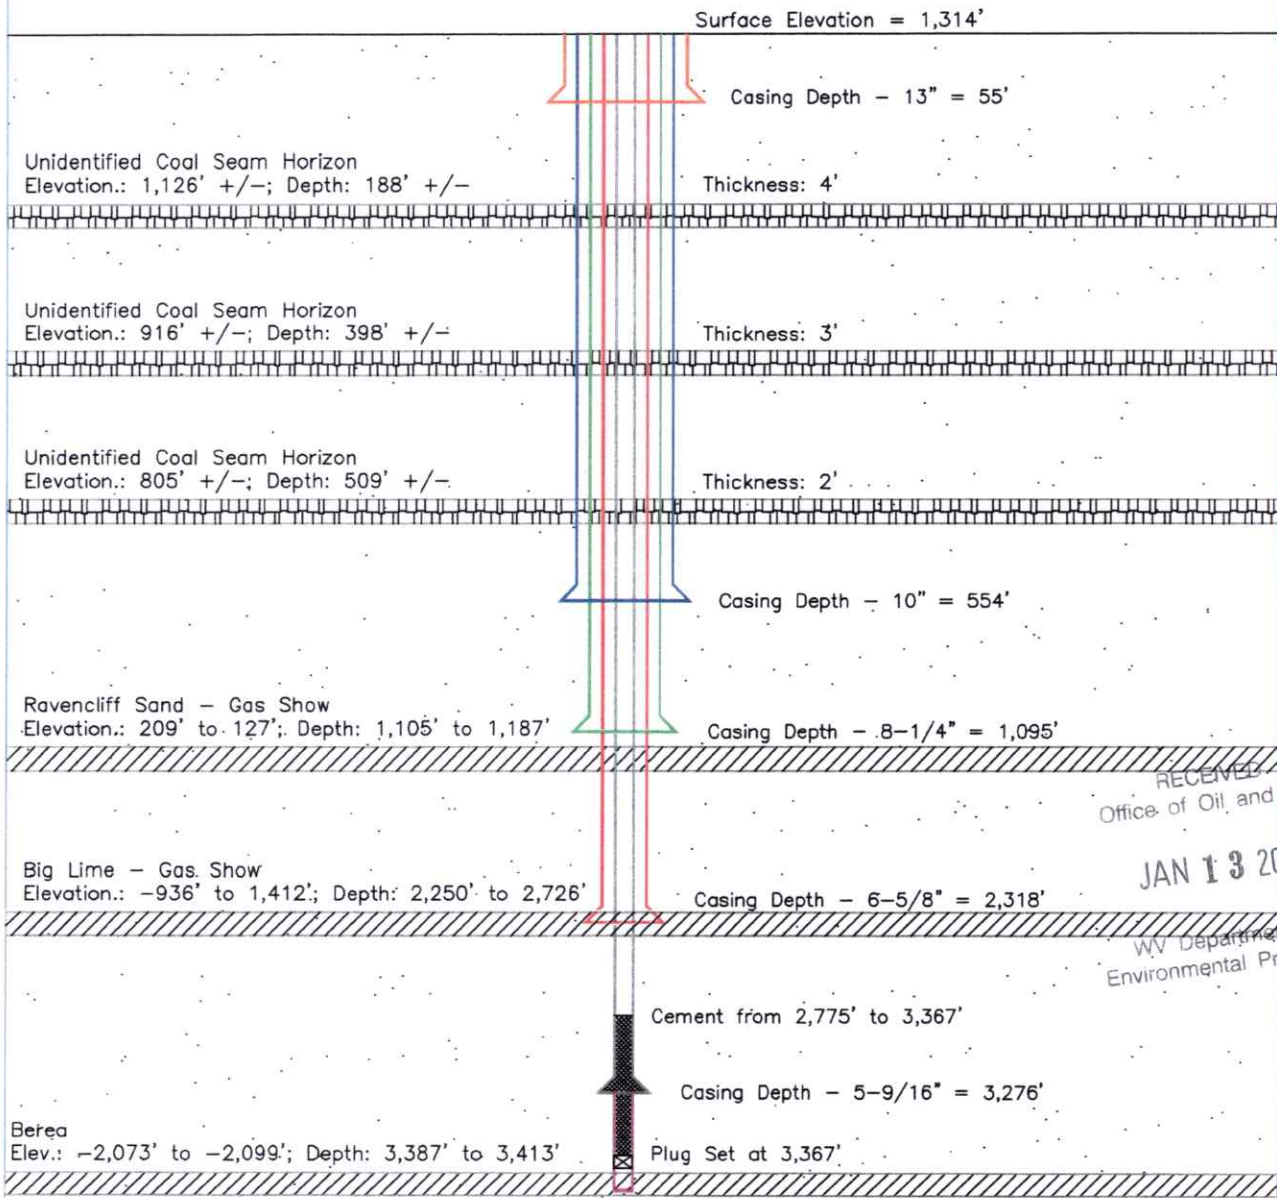 Surface Elevation = 1,314'
Casing Depth - 13" = 55'
Unidentified Coal Seam Horizon
Elevation.: 1,126' +/-; Depth: 188' +/-
Thickness: 4'
Unidentified Coal Seam Horizon
Elevation.: 916' +/-; Depth: 398' +/-
Thickness: 3'
Unidentified Coal Seam Horizon
Elevation.: 805' +/-; Depth: 509' +/-
Thickness: 2'
Casing Depth - 10" = 554'
Ravencliff Sand - Gas Show
Elevation.: 209' to 127'; Depth: 1,105' to 1,187'
Casing Depth - 8-1/4" = 1,095'
RECEIVED
Office of Oil and
JAN 13 20
Big Lime - Gas Show
Elevation.: -936' to 1,412'; Depth: 2,250' to 2,726'
Casing Depth - 6-5/8" = 2,318'
WV Departme
Environmental Pr
Cement from 2,775' to 3,367'
Casing Depth - 5-9/16" = 3,276'
Berea
Elev.: -2,073' to -2,099'; Depth: 3,387' to 3,413'
Plug Set at 3,367'